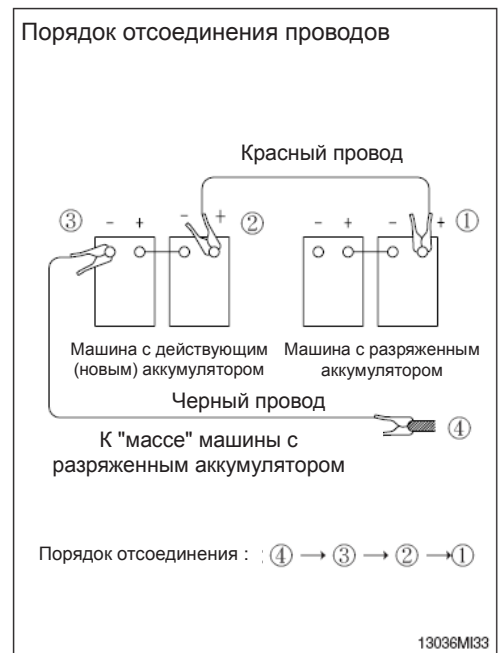 Порядок отсоединения проводов
Красный провод
③ - + - + ② - + - + ①
Машина с действующим
(новым) аккумулятором
Машина с разряженным
аккумулятором
Черный провод
④
К "массе" машины с
разряженным аккумулятором
Порядок отсоединения : ④ → ③ → ② → ①
13036MI33